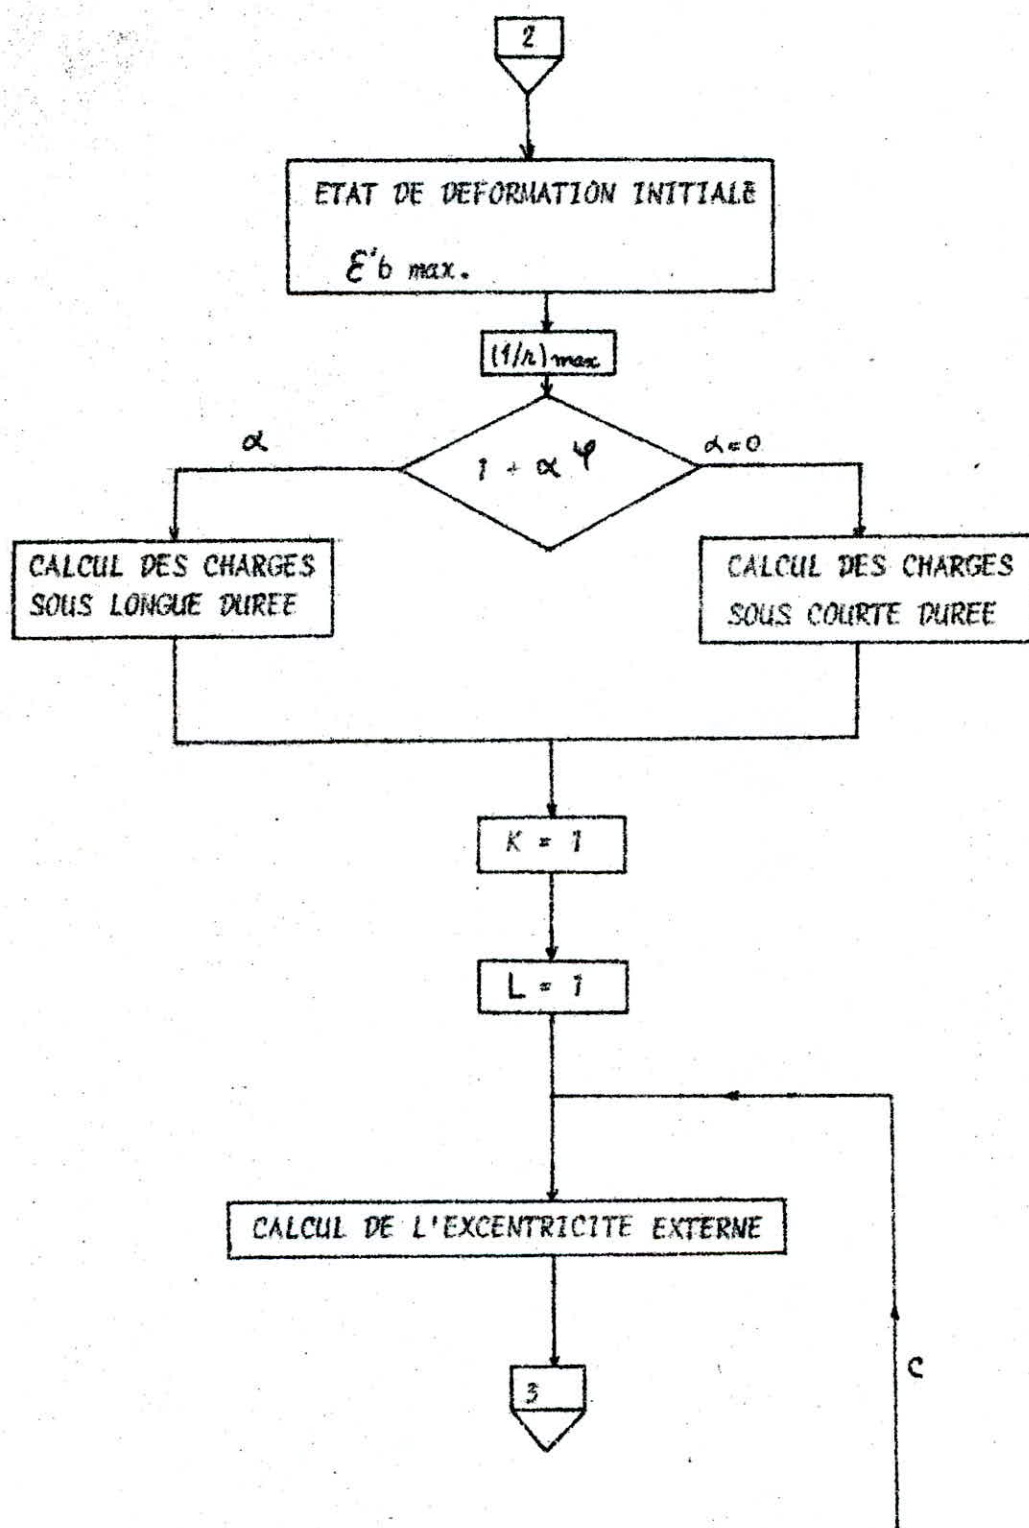 2
ETAT DE DEFORMATION INITIALE
ε'b max.
(1/r)max
α
1 + α φ
α=0
CALCUL DES CHARGES
SOUS LONGUE DUREE
CALCUL DES CHARGES
SOUS COURTE DUREE
K = 1
L = 1
CALCUL DE L'EXCENTRICITE EXTERNE
C
3